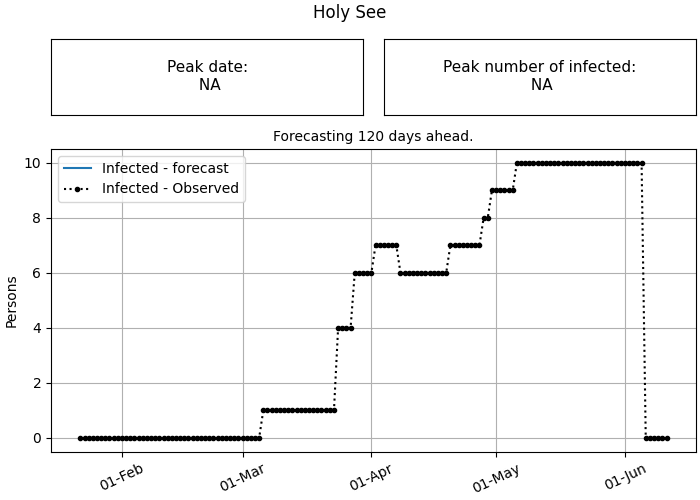 Holy See
Peak date:
NA
Peak number of infected:
NA
Forecasting 120 days ahead.
Infected - forecast
Infected - Observed
Persons
10
8
6
4
2
0
01-Feb
01-Mar
01-Apr
01-May
01-Jun